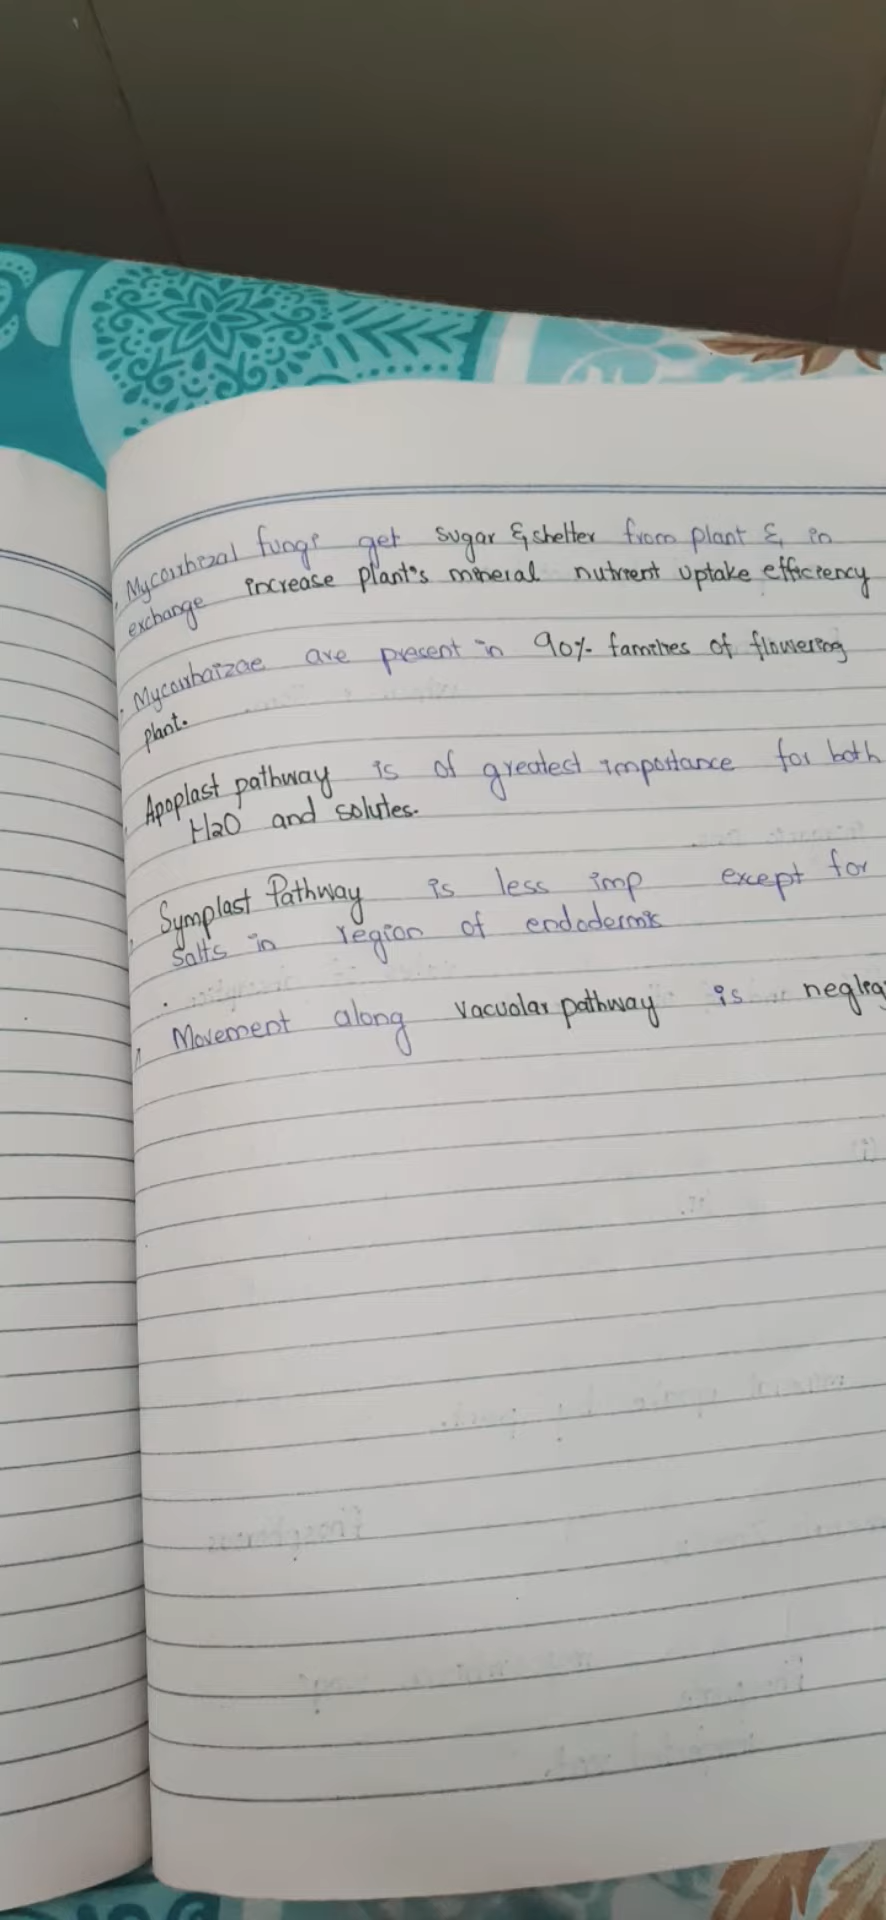 Mycorrhizal fungi get sugar & shelter from plant & in
exchange increase plant's mineral nutrient uptake efficiency
Mycorrhaizae are present in 90% families of flowering
plant.
Apoplast pathway is of greatest importance for both
H2O and solutes.
Symplast Pathway is less imp except for
salts in region of endodermis
Movement along vacuolar pathway is neglig